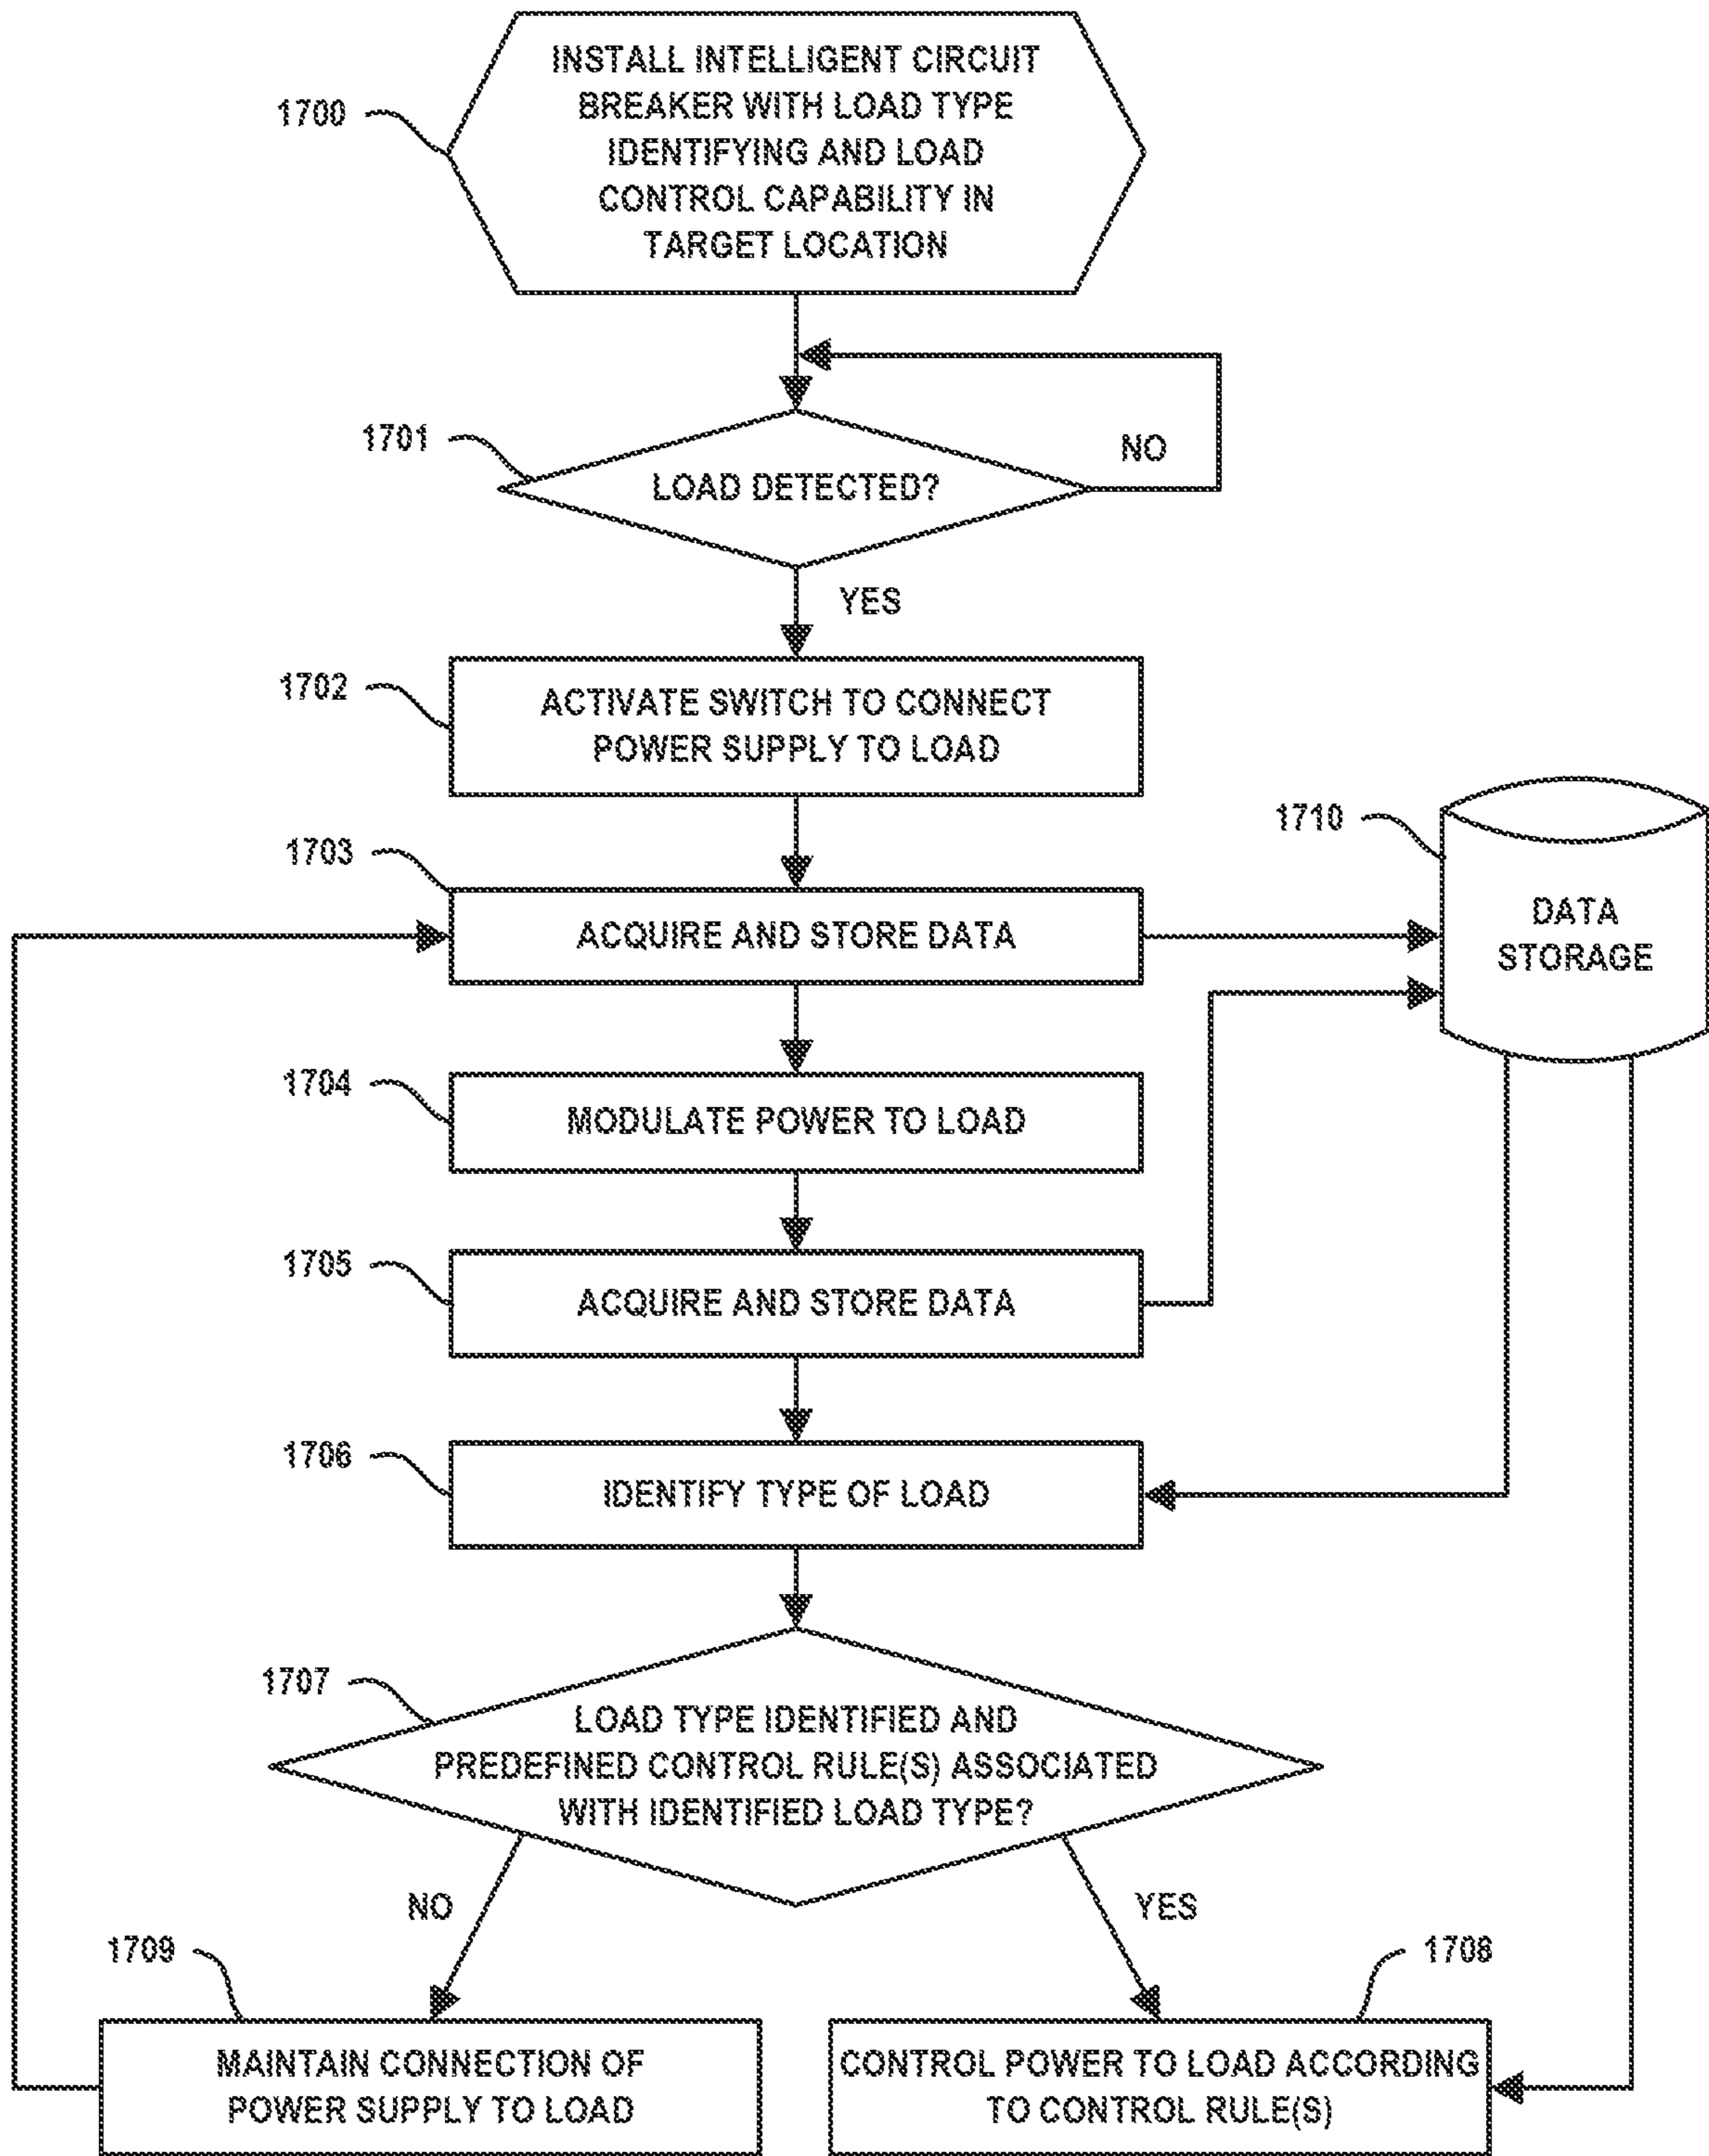 1700
INSTALL INTELLIGENT CIRCUIT
BREAKER WITH LOAD TYPE
IDENTIFYING AND LOAD
CONTROL CAPABILITY IN
TARGET LOCATION
1701
LOAD DETECTED?
NO
YES
1702
ACTIVATE SWITCH TO CONNECT
POWER SUPPLY TO LOAD
1703
ACQUIRE AND STORE DATA
1710
DATA
STORAGE
1704
MODULATE POWER TO LOAD
1705
ACQUIRE AND STORE DATA
1706
IDENTIFY TYPE OF LOAD
1707
LOAD TYPE IDENTIFIED AND
PREDEFINED CONTROL RULE(S) ASSOCIATED
WITH IDENTIFIED LOAD TYPE?
NO
YES
1709
MAINTAIN CONNECTION OF
POWER SUPPLY TO LOAD
1708
CONTROL POWER TO LOAD ACCORDING
TO CONTROL RULE(S)